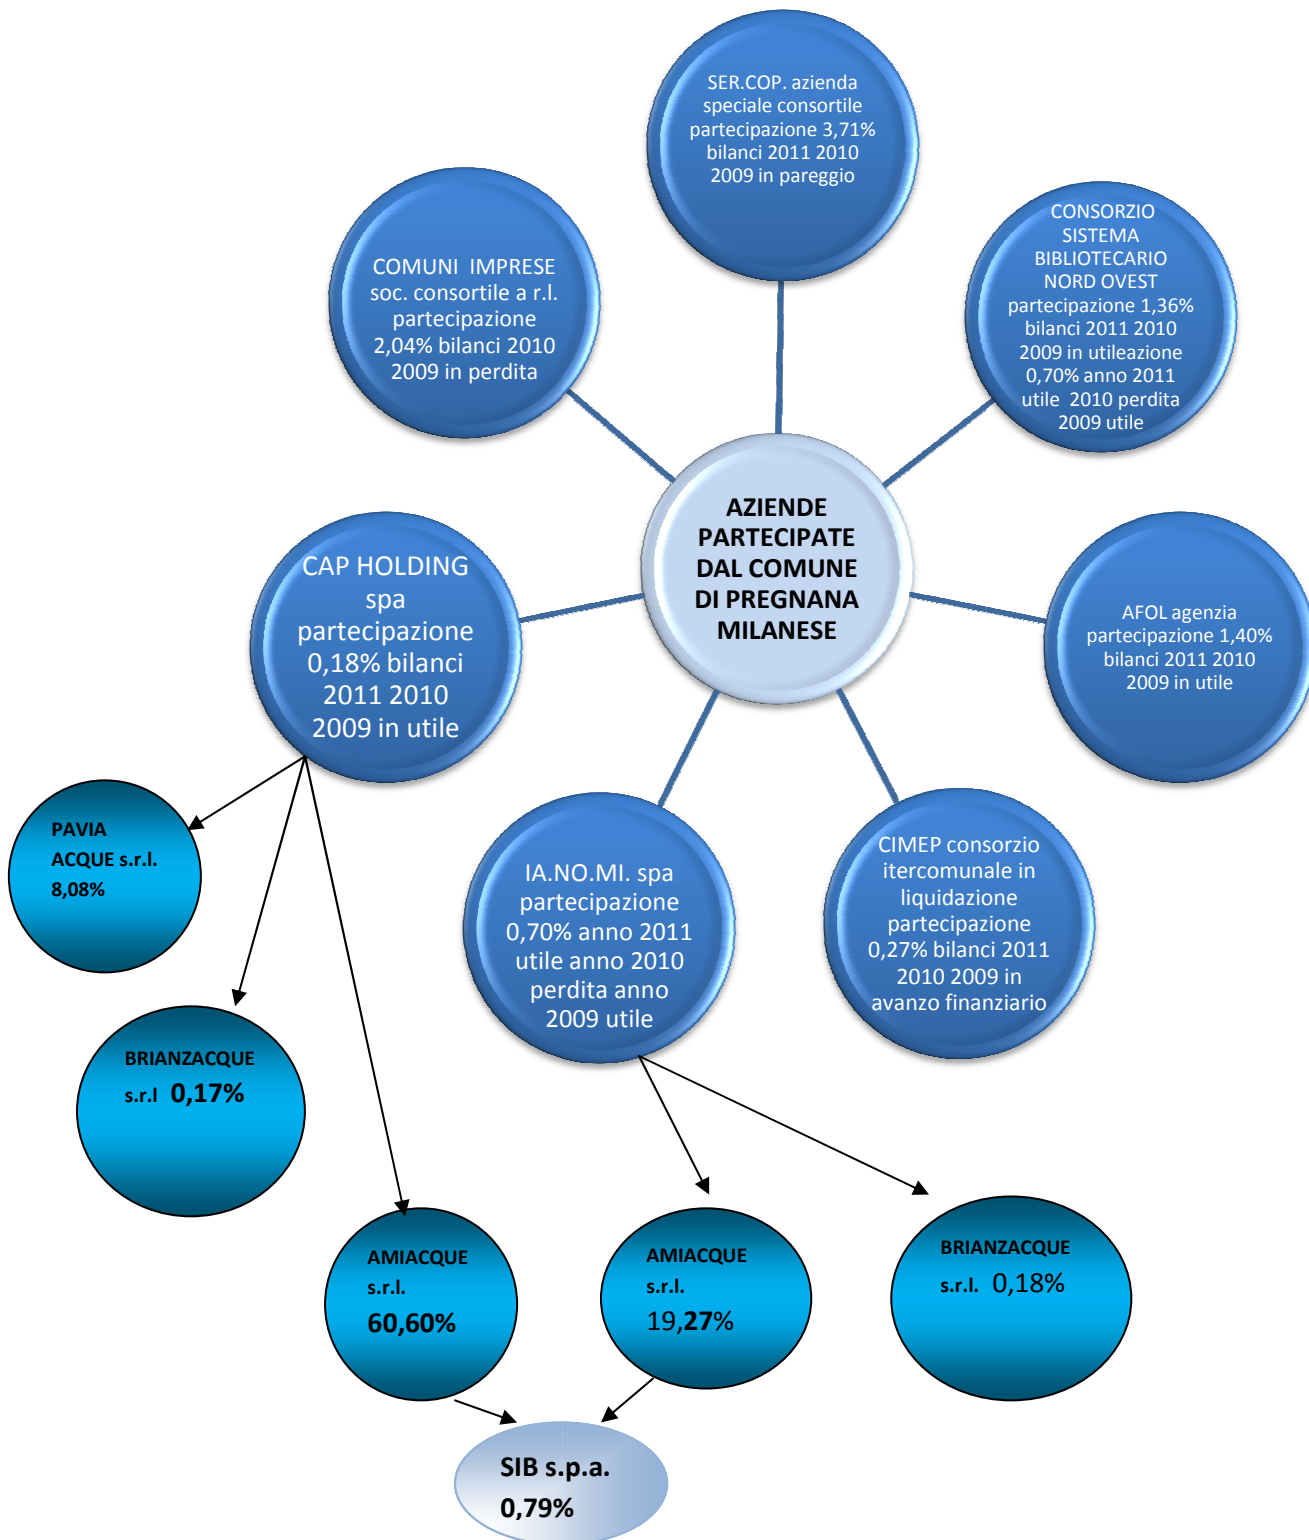 SER.COP. azienda
speciale consortile
partecipazione 3,71%
bilanci 2011 2010
2009 in pareggio
COMUNI IMPRESE
soc. consortile a r.l.
partecipazione
2,04% bilanci 2010
2009 in perdita
CONSORZIO
SISTEMA
BIBLIOTECARIO
NORD OVEST
partecipazione 1,36%
bilanci 2011 2010
2009 in utileazione
0,70% anno 2011
utile 2010 perdita
2009 utile
AZIENDE
PARTECIPATE
DAL COMUNE
DI PREGNANA
MILANESE
CAP HOLDING
spa
partecipazione
0,18% bilanci
2011 2010
2009 in utile
AFOL agenzia
partecipazione 1,40%
bilanci 2011 2010
2009 in utile
IA.NO.MI. spa
partecipazione
0,70% anno 2011
utile anno 2010
perdita anno
2009 utile
CIMEP consorzio
itercomunale in
liquidazione
partecipazione
0,27% bilanci 2011
2010 2009 in
avanzo finanziario
PAVIA
ACQUE s.r.l.
8,08%
BRIANZACQUE
s.r.l 0,17%
AMIACQUE
s.r.l.
60,60%
AMIACQUE
s.r.l.
19,27%
BRIANZACQUE
s.r.l. 0,18%
SIB s.p.a.
0,79%